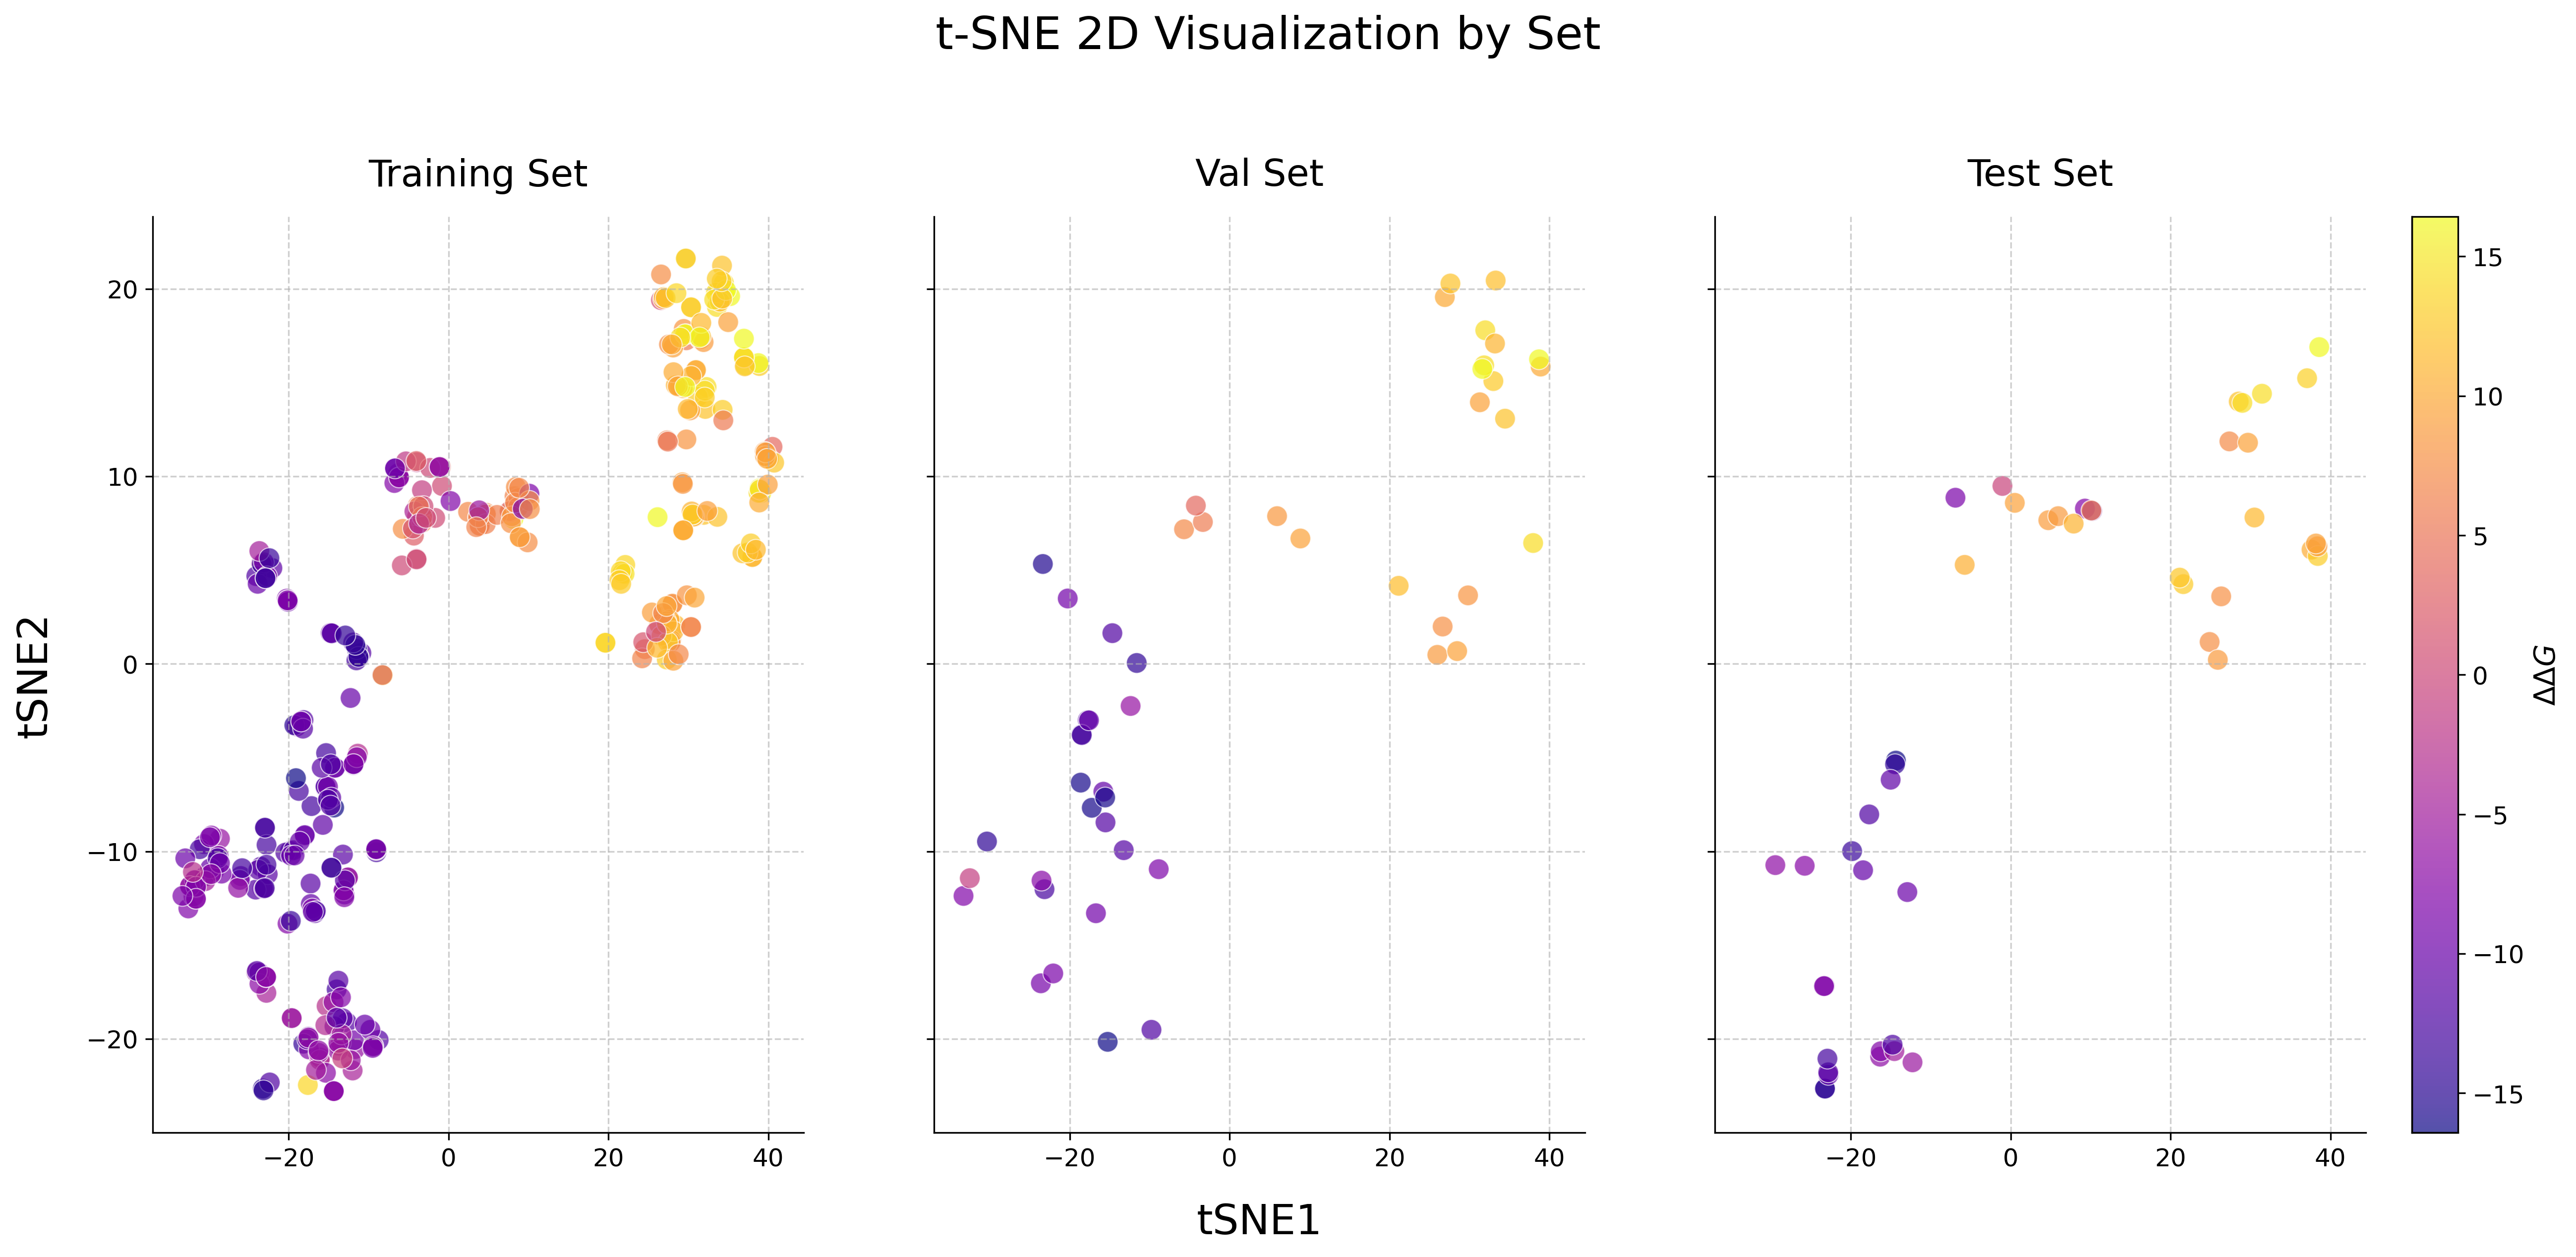 t-SNE 2D Visualization by Set
Training Set
Val Set
Test Set
20
10
0
−10
−20
tSNE2
−20 0 20 40
−20 0 20 40
−20 0 20 40
tSNE1
15
10
5
0
−5
−10
−15
ΔΔG